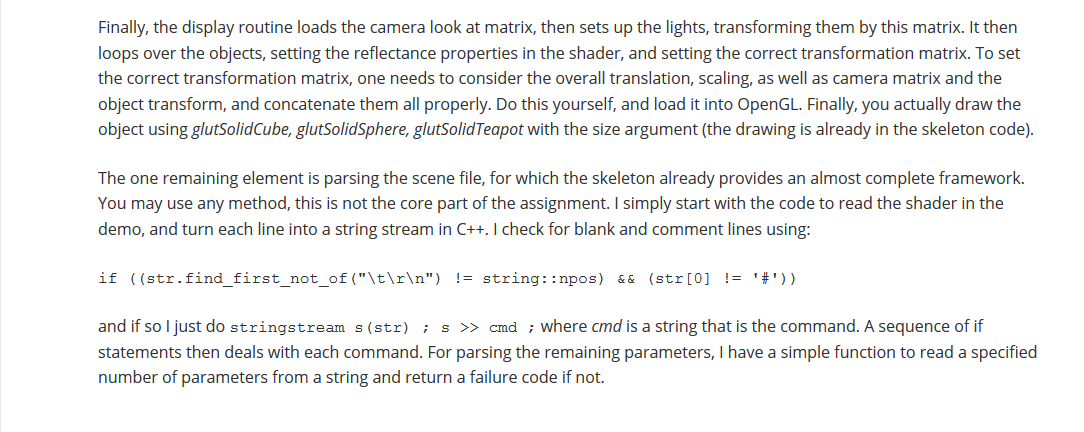 Finally, the display routine loads the camera look at matrix, then sets up the lights, transforming them by this matrix. It then
loops over the objects, setting the reflectance properties in the shader, and setting the correct transformation matrix. To set
the correct transformation matrix, one needs to consider the overall translation, scaling, as well as camera matrix and the
object transform, and concatenate them all properly. Do this yourself, and load it into OpenGL. Finally, you actually draw the
object using glutSolidCube, glutSolidSphere, glutSolidTeapot with the size argument (the drawing is already in the skeleton code).
The one remaining element is parsing the scene file, for which the skeleton already provides an almost complete framework.
You may use any method, this is not the core part of the assignment. I simply start with the code to read the shader in the
demo, and turn each line into a string stream in C++. I check for blank and comment lines using:
if ((str.find_first_not_of("\t\r\n") != string::npos) && (str[0] != '#'))
and if so I just do stringstream s(str) ; s >> cmd ; where cmd is a string that is the command. A sequence of if
statements then deals with each command. For parsing the remaining parameters, I have a simple function to read a specified
number of parameters from a string and return a failure code if not.